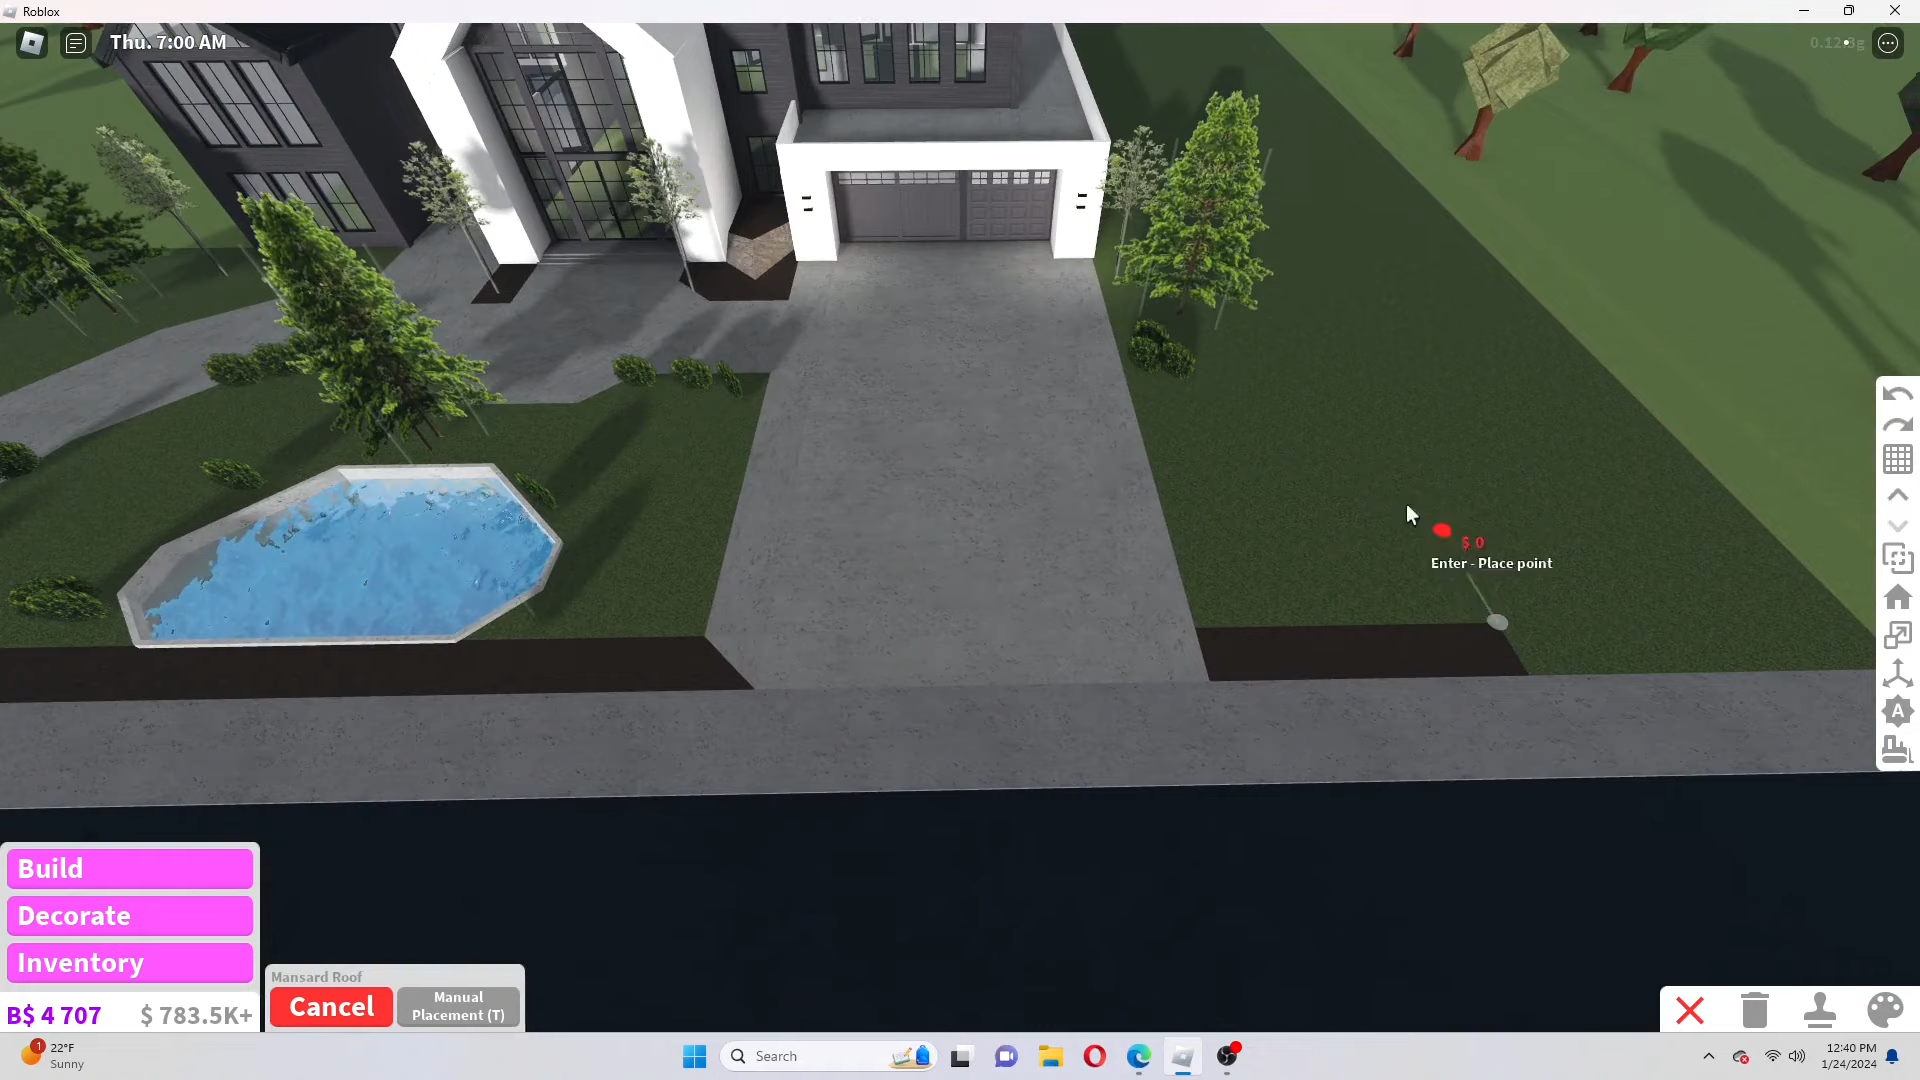 Roblox
Thu. 7:00 AM
$ 0
Enter - Place point
A
Build
Decorate
Inventory
B$ 4 707
$ 783.5K+
Mansard Roof
Cancel
Manual
Placement (T)
1
22°F
Sunny
Search
12:40 PM
1/24/2024